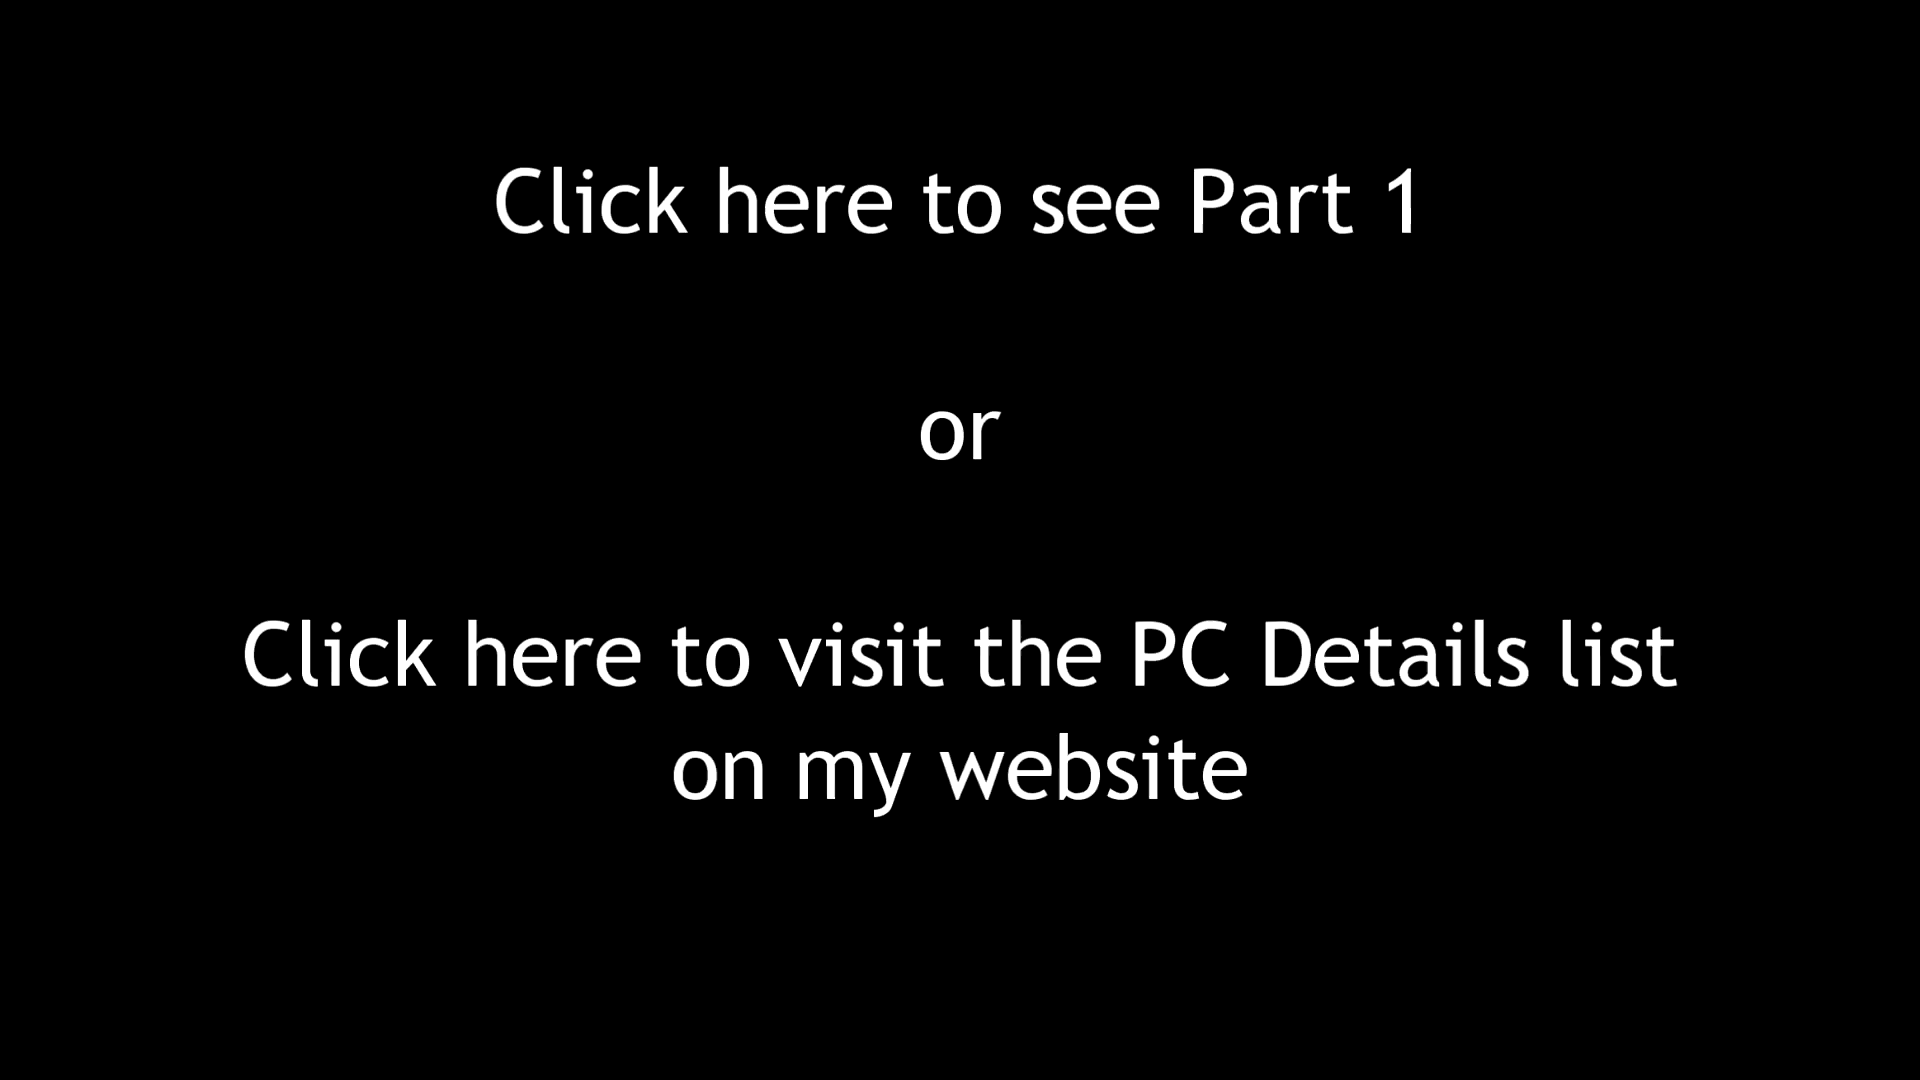 Click here to see Part 1
or
Click here to visit the PC Details list
on my website